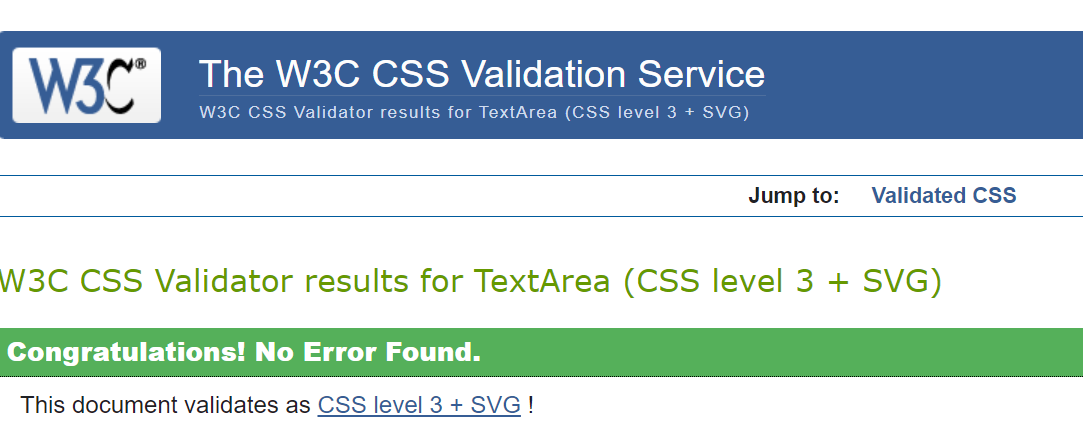 W3C®
The W3C CSS Validation Service
W3C CSS Validator results for TextArea (CSS level 3 + SVG)
Jump to: Validated CSS
W3C CSS Validator results for TextArea (CSS level 3 + SVG)
Congratulations! No Error Found.
This document validates as CSS level 3 + SVG !